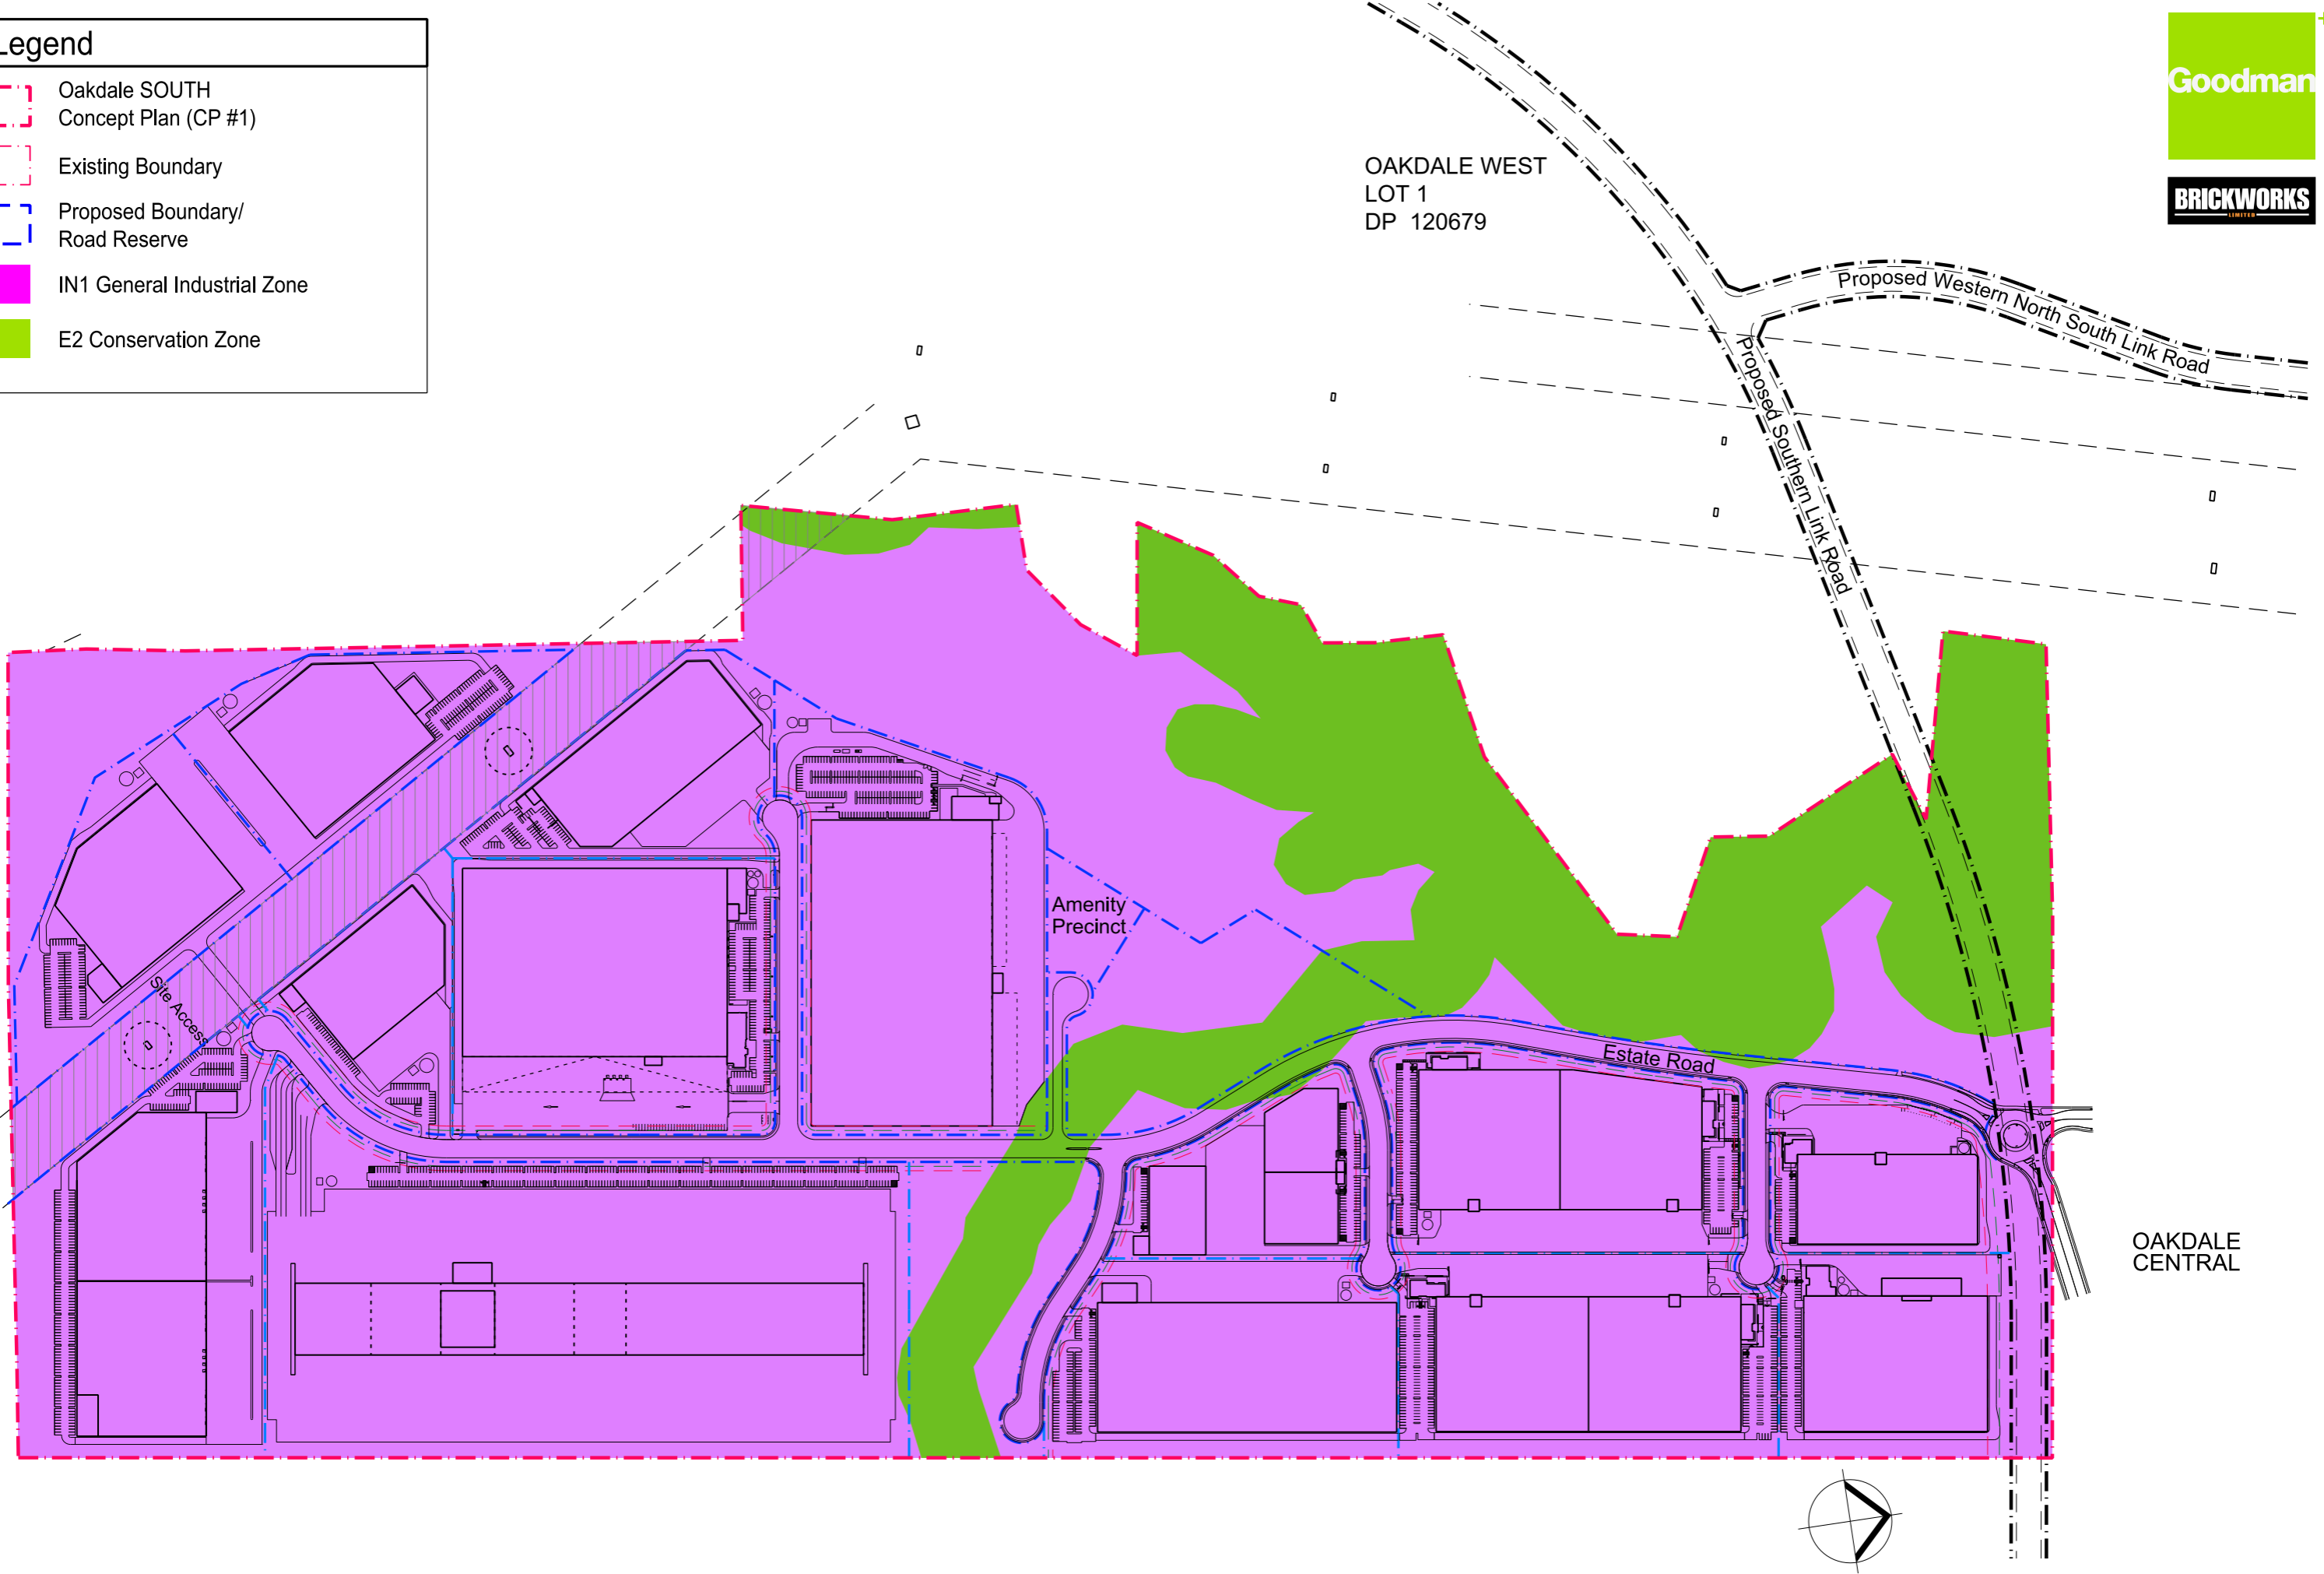 Legend
Oakdale SOUTH
Concept Plan (CP #1)
Existing Boundary
Proposed Boundary/
Road Reserve
IN1 General Industrial Zone
E2 Conservation Zone
Goodman
BRICKWORKS
LIMITED
OAKDALE WEST
LOT 1
DP 120679
Proposed Western North South Link Road
Proposed Southern Link Road
Amenity
Precinct
Site Access
Estate Road
OAKDALE
CENTRAL